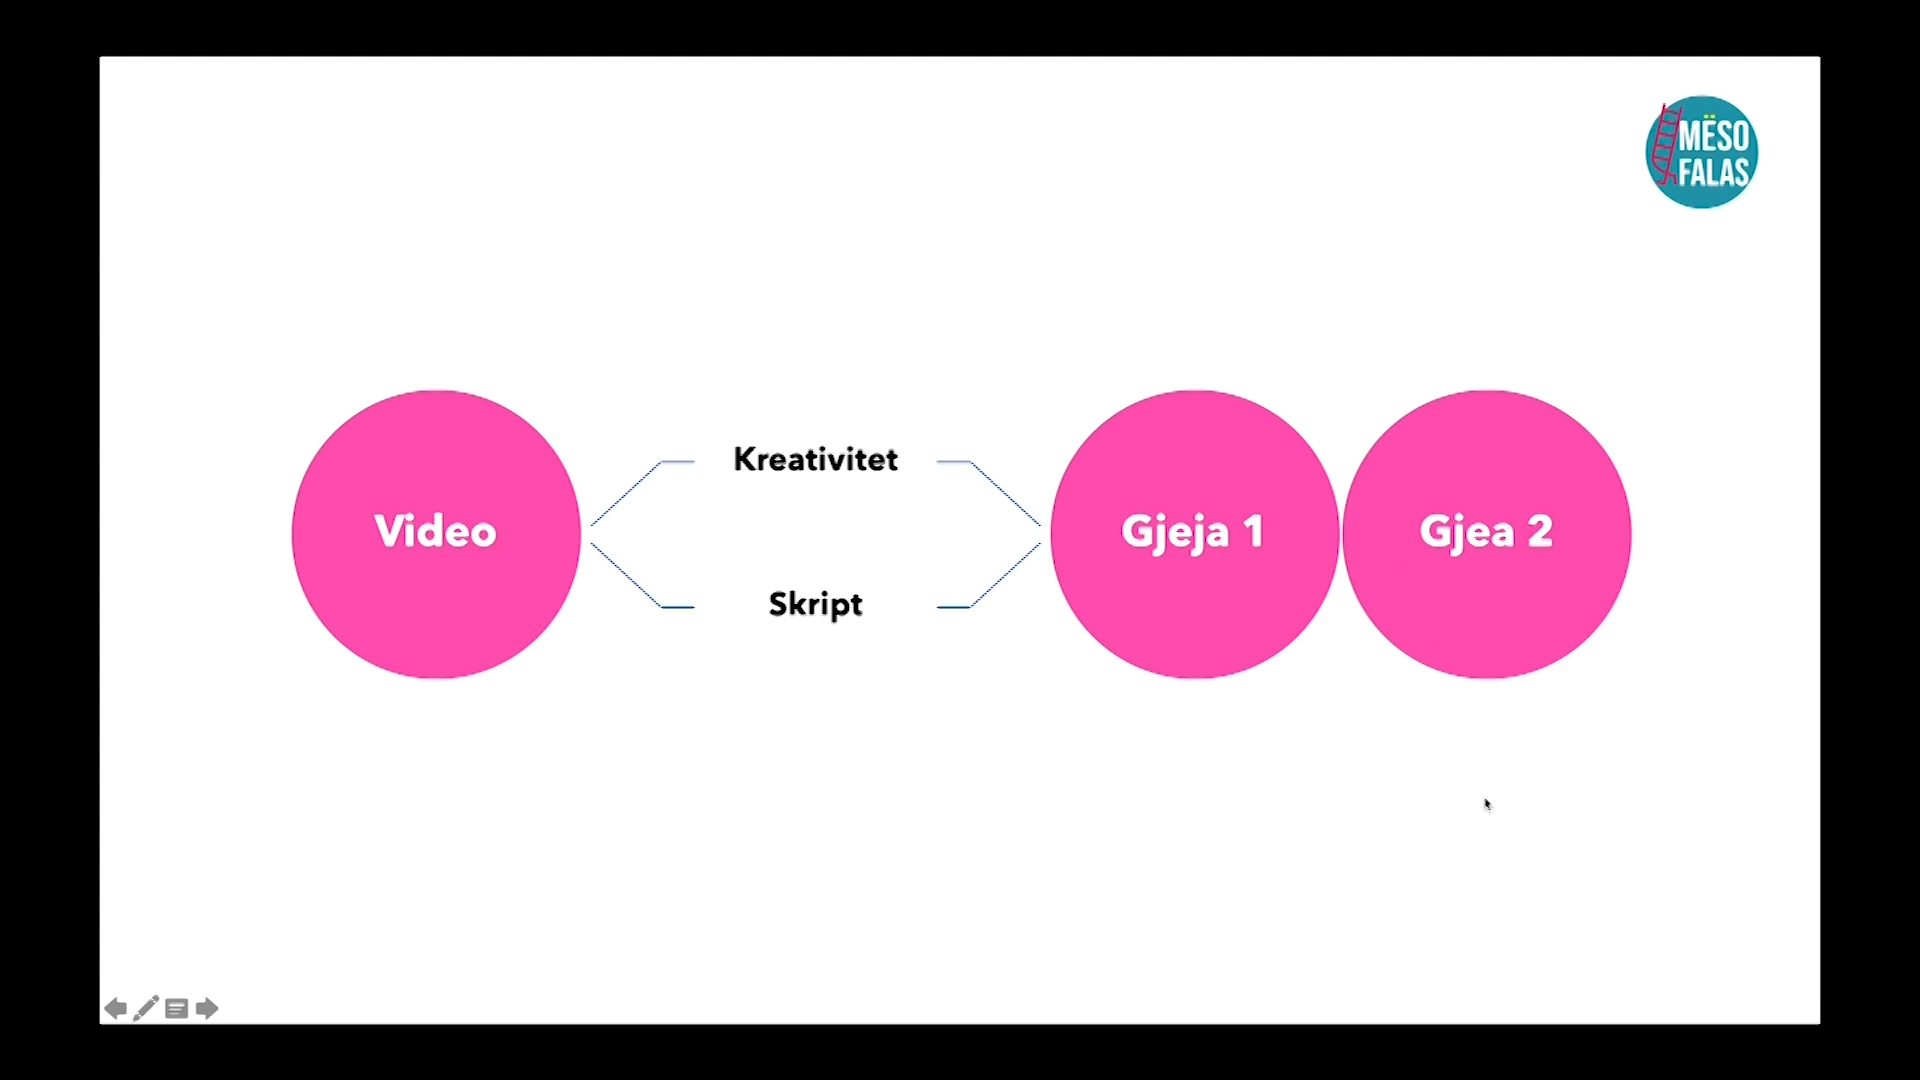 MËSO
FALAS
Kreativitet
Video
Gjeja 1
Gjea 2
Skript